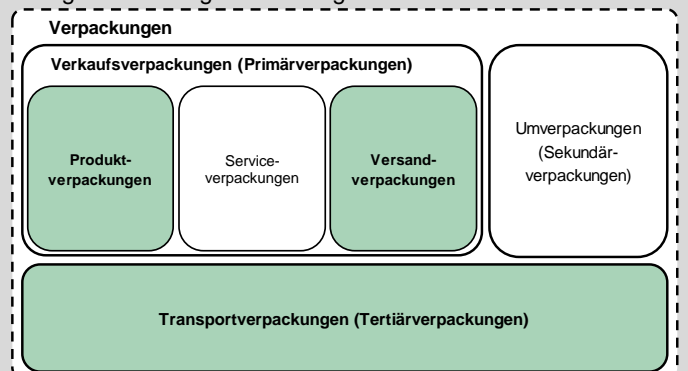 Verpackungen
Verkaufsverpackungen (Primärverpackungen)
Produkt-
verpackungen
Service-
verpackungen
Versand-
verpackungen
Umverpackungen
(Sekundär-
verpackungen)
Transportverpackungen (Tertiärverpackungen)